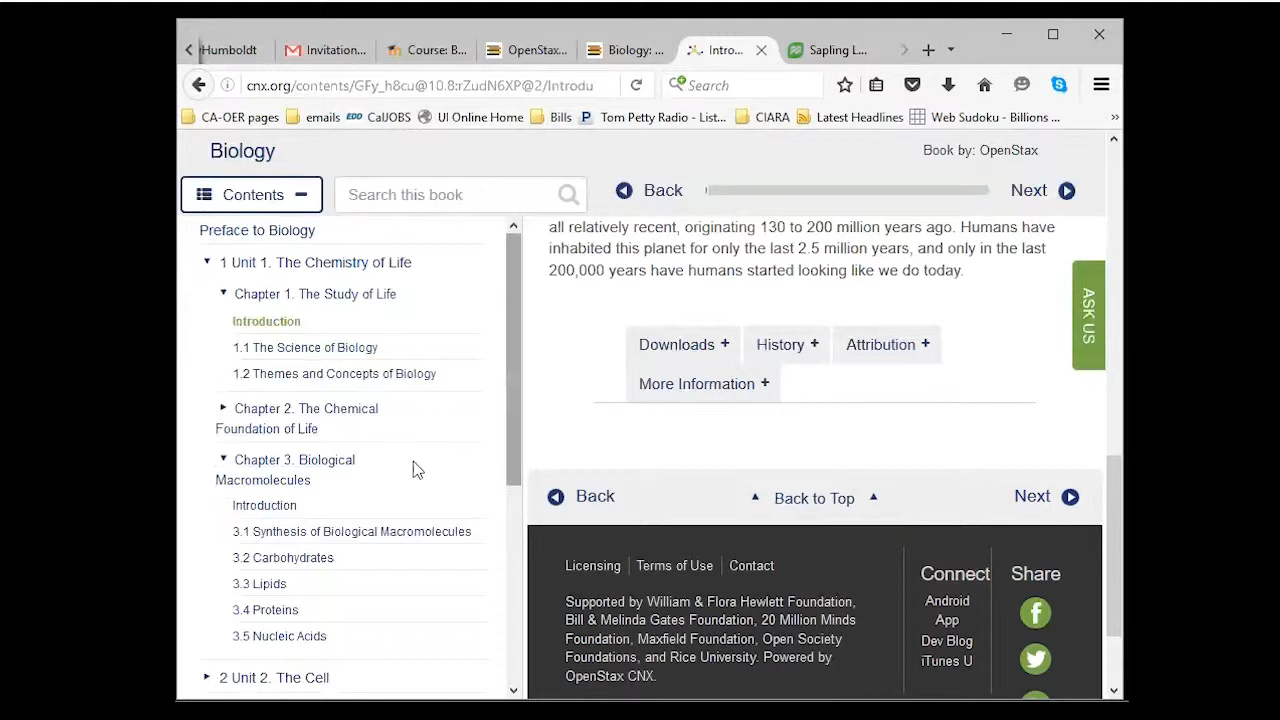 Humboldt
Invitation...
Course: B...
OpenStax...
Biology: ...
Intro...
Sapling L...
cnx.org/contents/GFy_h8cu@10.8:rZudN6XP@2/Introdu
Search
CA-OER pages
emails
EDD CalJOBS
UI Online Home
Bills
P Tom Petty Radio - List...
CIARA
Latest Headlines
Web Sudoku - Billions ...
Biology
Book by: OpenStax
Contents
Search this book
Back
Next
Preface to Biology
1 Unit 1. The Chemistry of Life
Chapter 1. The Study of Life
Introduction
1.1 The Science of Biology
1.2 Themes and Concepts of Biology
Chapter 2. The Chemical
Foundation of Life
Chapter 3. Biological
Macromolecules
Introduction
3.1 Synthesis of Biological Macromolecules
3.2 Carbohydrates
3.3 Lipids
3.4 Proteins
3.5 Nucleic Acids
2 Unit 2. The Cell
all relatively recent, originating 130 to 200 million years ago. Humans have
inhabited this planet for only the last 2.5 million years, and only in the last
200,000 years have humans started looking like we do today.
Downloads +
History +
Attribution +
More Information +
ASK US
Back
Back to Top
Next
Licensing
Terms of Use
Contact
Supported by William & Flora Hewlett Foundation,
Bill & Melinda Gates Foundation, 20 Million Minds
Foundation, Maxfield Foundation, Open Society
Foundations, and Rice University. Powered by
OpenStax CNX.
Connect
Android
App
Dev Blog
iTunes U
Share